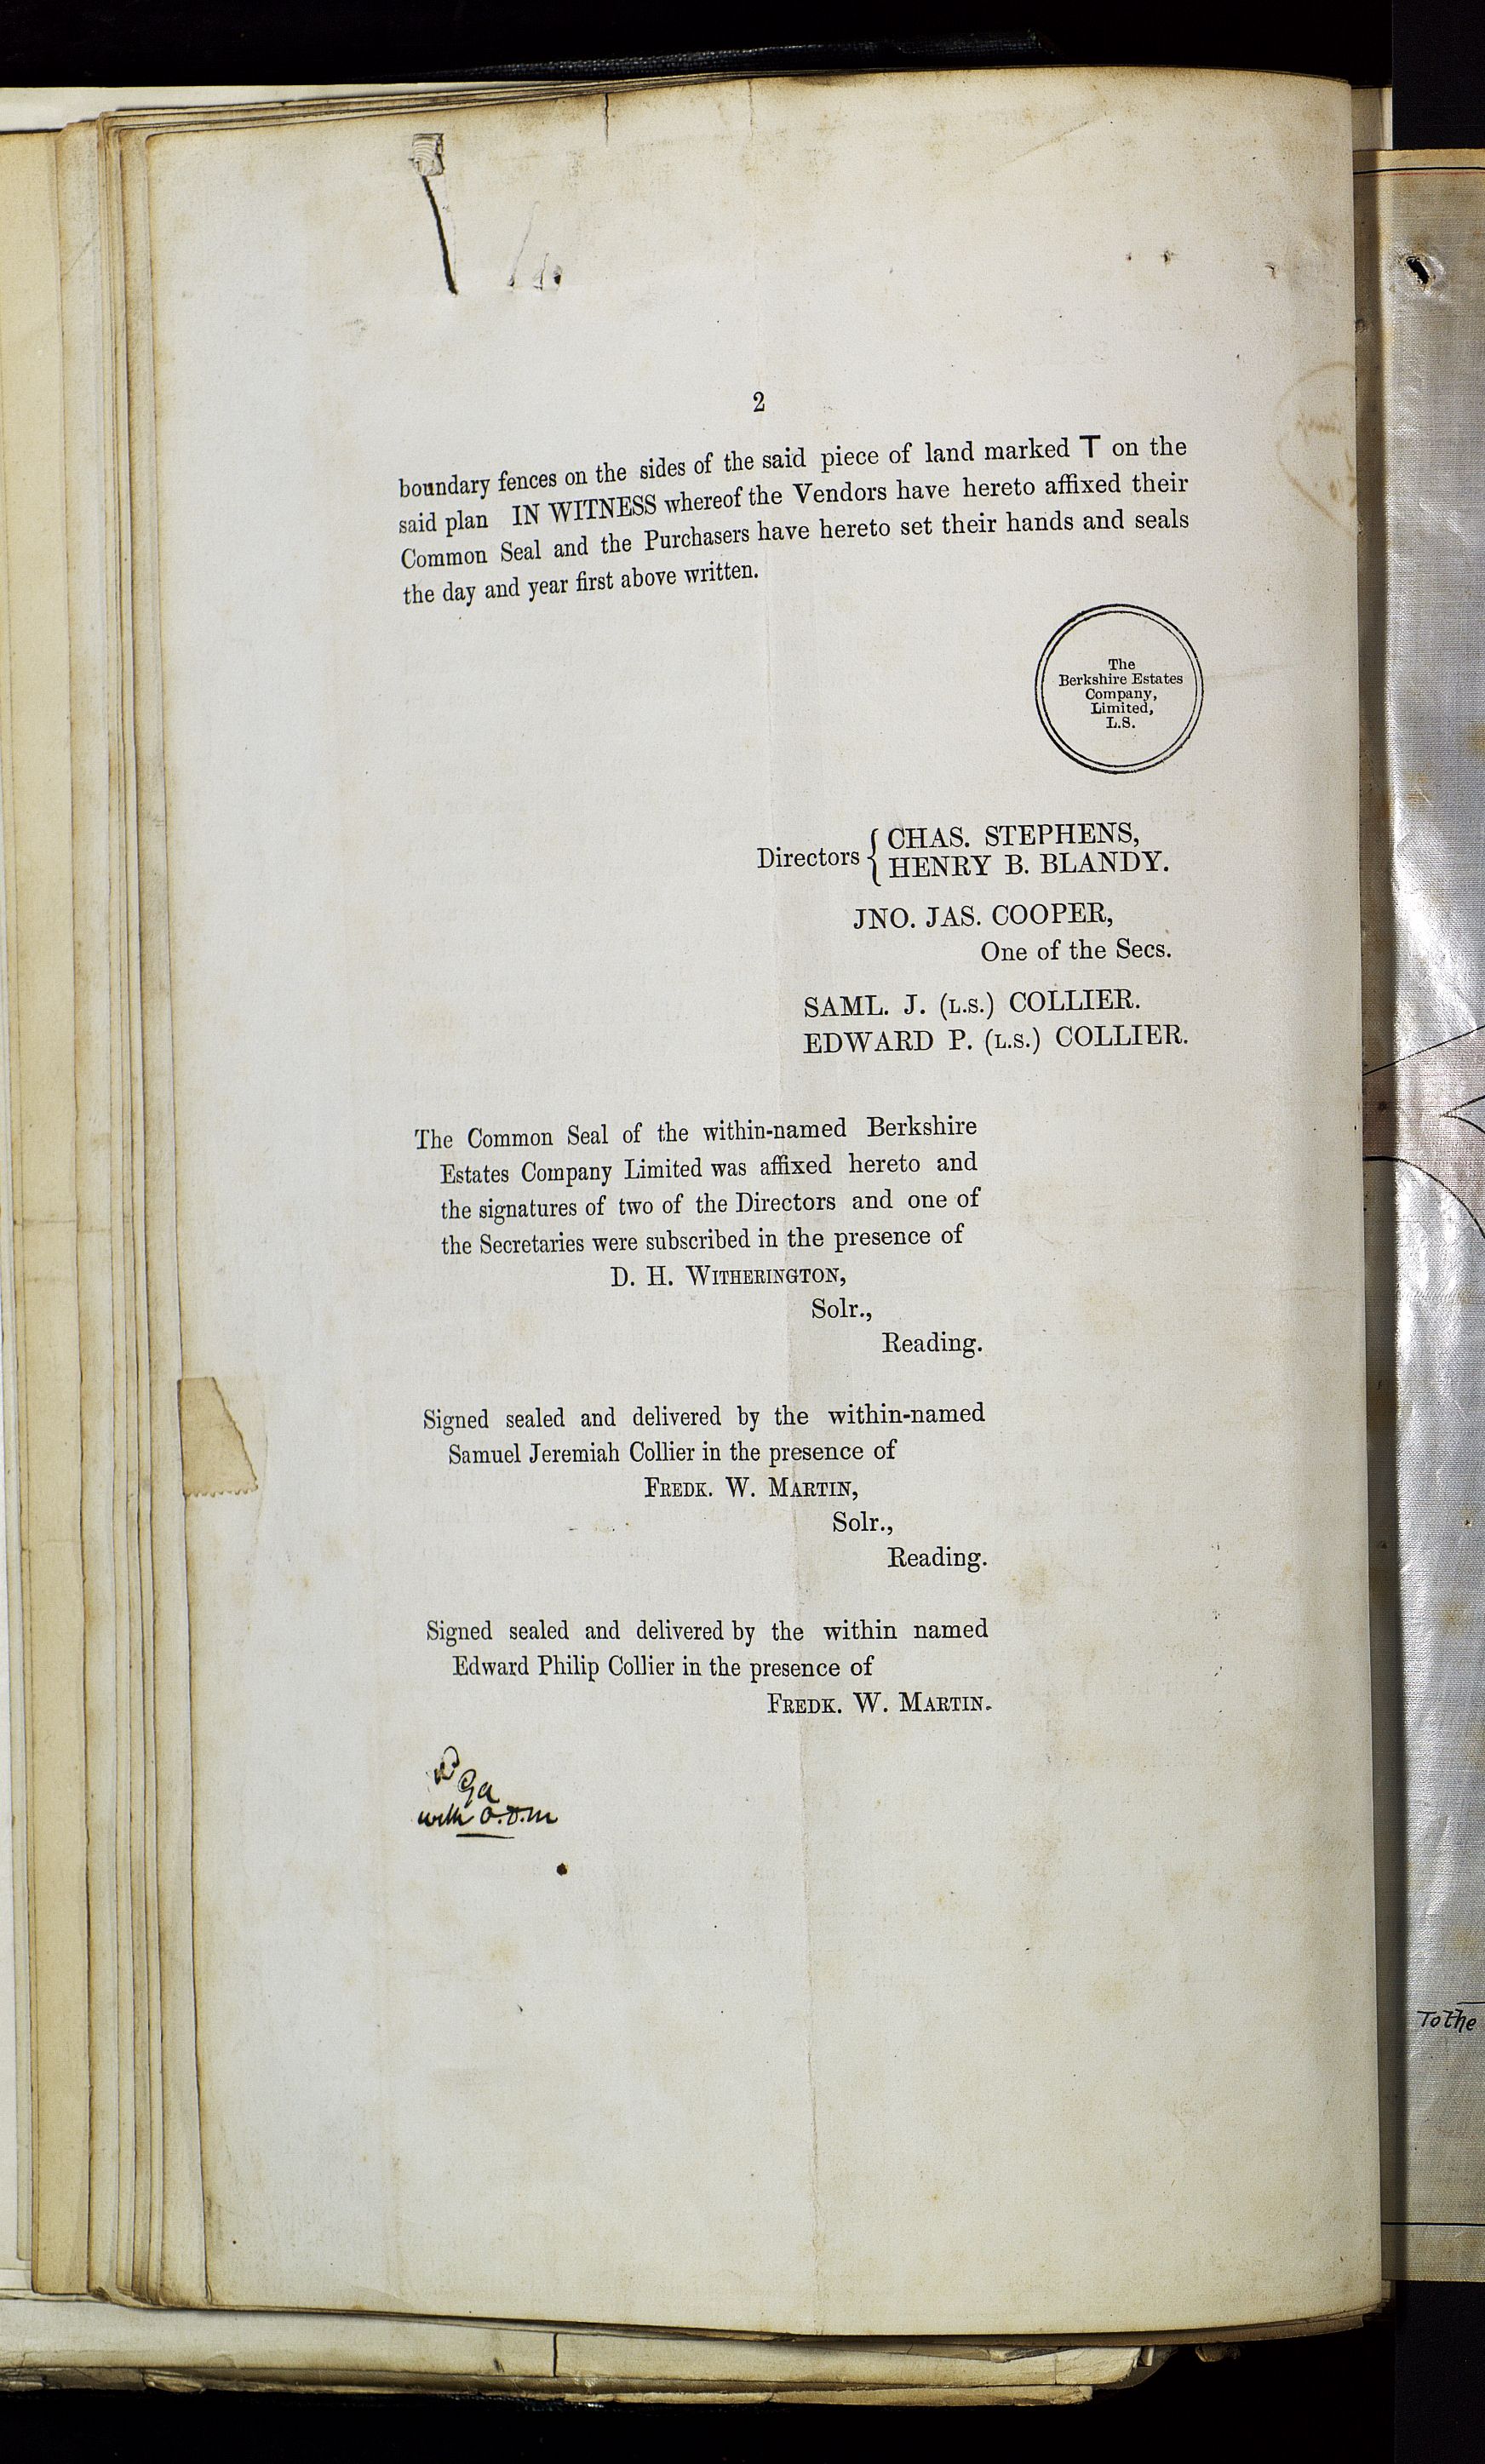 2
boundary fences on the sides of the said piece of land marked T on the
said plan IN WITNESS whereof the Vendors have hereto affixed their
Common Seal and the Purchasers have hereto set their hands and seals
the day and year first above written.
The
Berkshire Estates
Company,
Limited,
L.S.
Directors { CHAS. STEPHENS,
HENRY B. BLANDY.
JNO. JAS. COOPER,
One of the Secs.
SAML. J. (L.S.) COLLIER.
EDWARD P. (L.S.) COLLIER.
The Common Seal of the within-named Berkshire
Estates Company Limited was affixed hereto and
the signatures of two of the Directors and one of
the Secretaries were subscribed in the presence of
D. H. WITHERINGTON,
Solr.,
Reading.
Signed sealed and delivered by the within-named
Samuel Jeremiah Collier in the presence of
FREDK. W. MARTIN,
Solr.,
Reading.
Signed sealed and delivered by the within named
Edward Philip Collier in the presence of
FREDK. W. MARTIN.
with O.D.M
To the